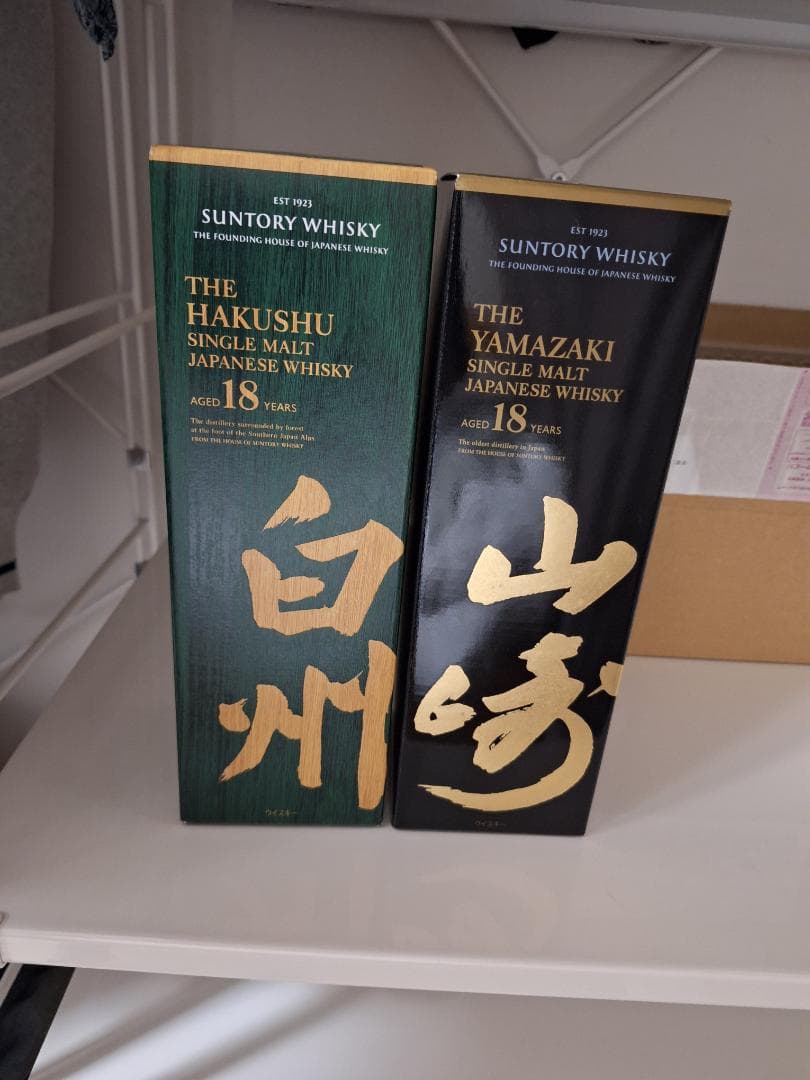 EST 1923
SUNTORY WHISKY
THE FOUNDING HOUSE OF JAPANESE WHISKY
THE
HAKUSHU
SINGLE MALT
JAPANESE WHISKY
AGED 18 YEARS
The distillery surrounded by forest
at the foot of the Southern Japan Alps
FROM THE HOUSE OF SUNTORY WHISKY
白州
ウイスキー
EST 1923
SUNTORY WHISKY
THE FOUNDING HOUSE OF JAPANESE WHISKY
THE
YAMAZAKI
SINGLE MALT
JAPANESE WHISKY
AGED 18 YEARS
The oldest distillery in Japan
FROM THE HOUSE OF SUNTORY WHISKY
山崎
ウイスキー